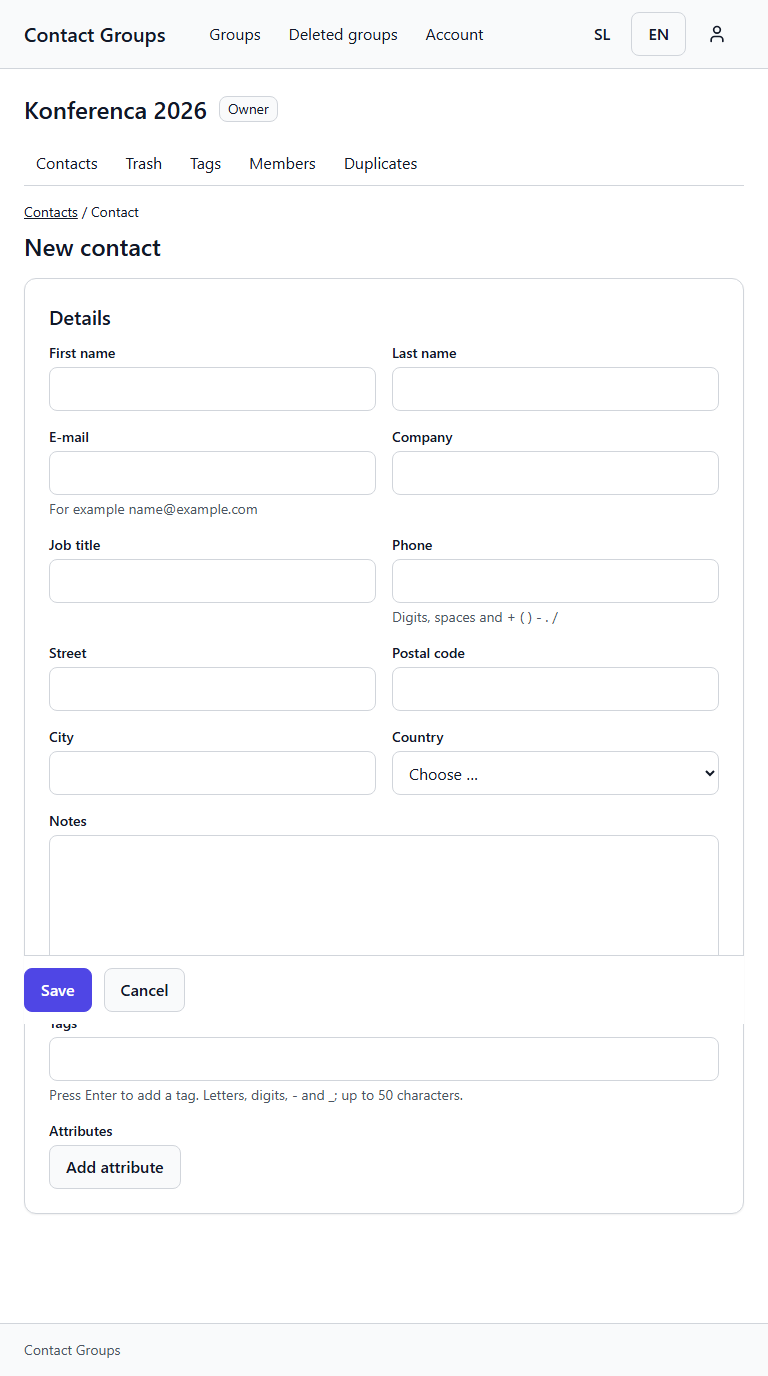 Contact Groups Groups Deleted groups Account SL EN
Konferenca 2026 Owner
Contacts Trash Tags Members Duplicates
Contacts / Contact
New contact
Details
First name Last name
E-mail Company
For example name@example.com
Job title Phone
Digits, spaces and + ( ) - . /
Street Postal code
City Country
Choose ...
Notes
Save Cancel
Tags
Press Enter to add a tag. Letters, digits, - and _; up to 50 characters.
Attributes
Add attribute
Contact Groups